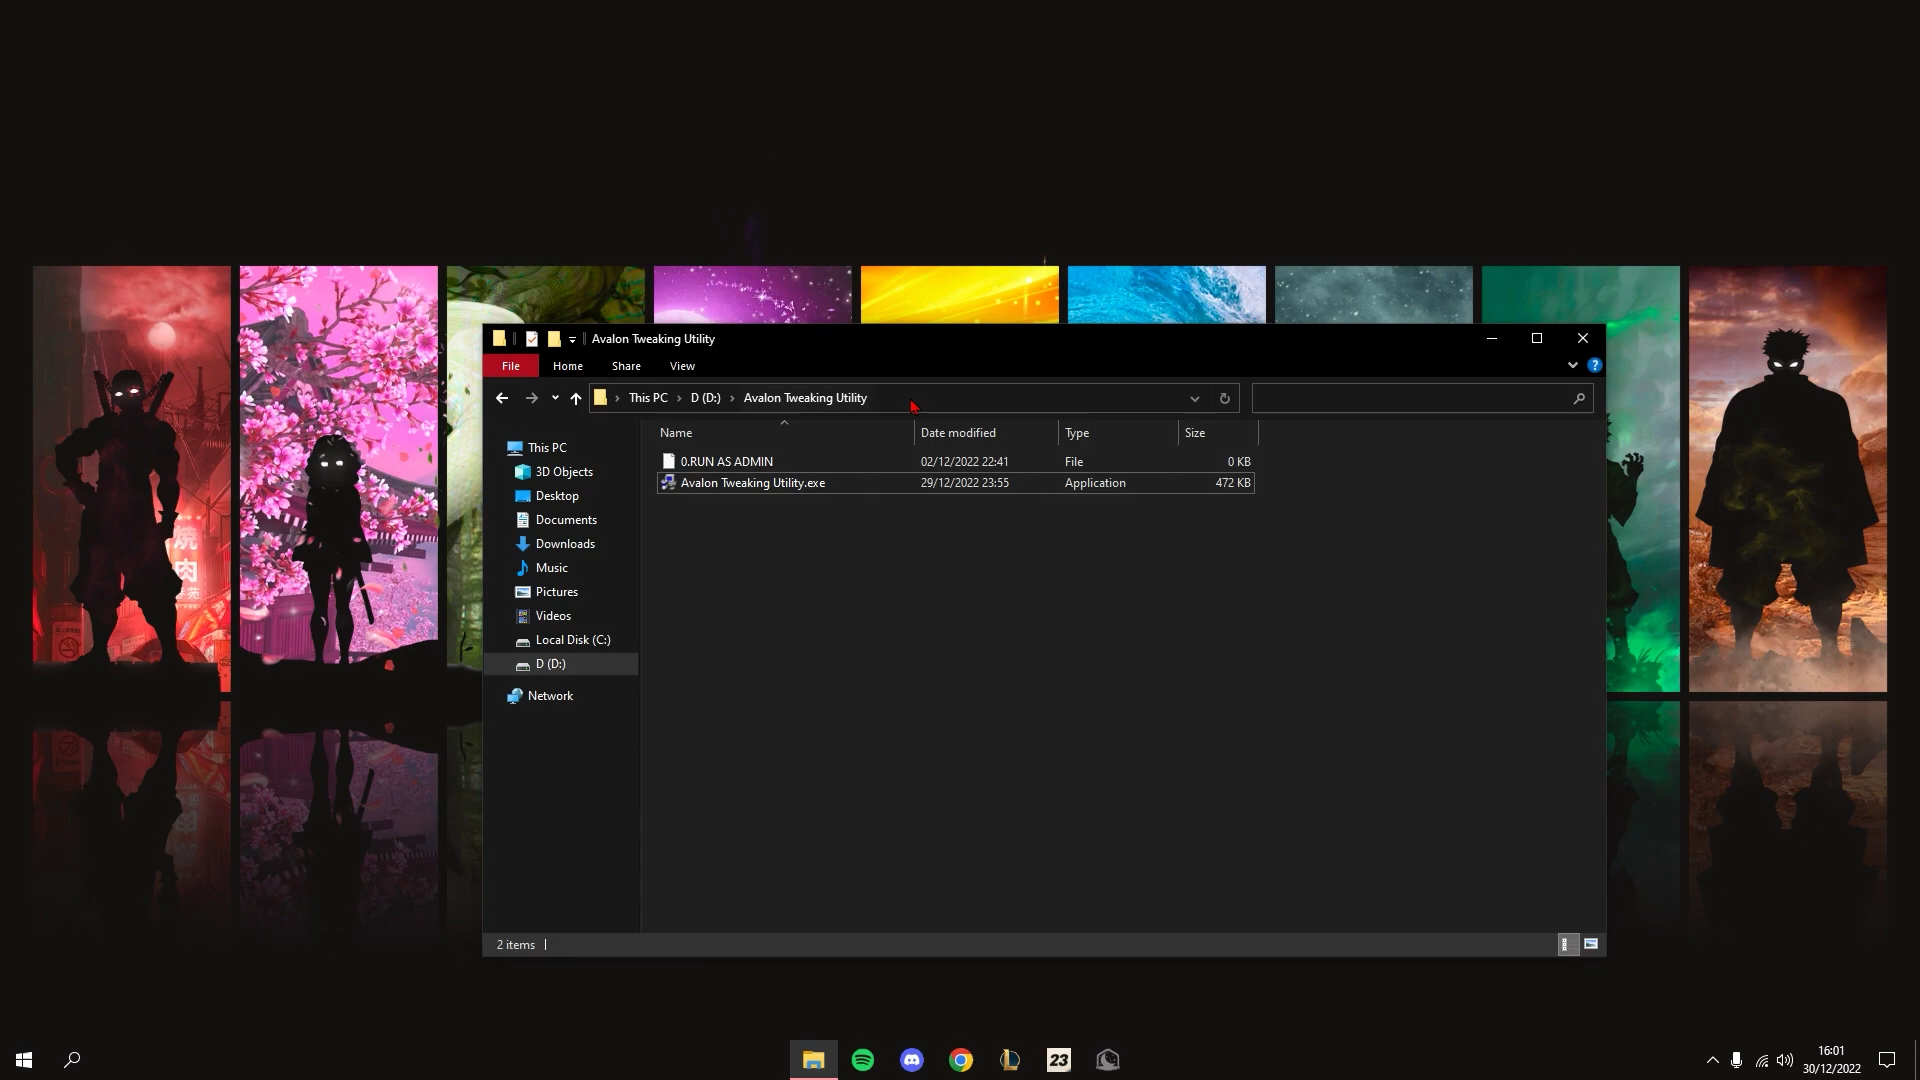 Avalon Tweaking Utility
File Home Share View
This PC D (D:) Avalon Tweaking Utility
Name Date modified Type Size
0.RUN AS ADMIN 02/12/2022 22:41 File 0 KB
Avalon Tweaking Utility.exe 29/12/2022 23:55 Application 472 KB
This PC
3D Objects
Desktop
Documents
Downloads
Music
Pictures
Videos
Local Disk (C:)
D (D:)
Network
焼
肉
2 items
23
16:01
30/12/2022